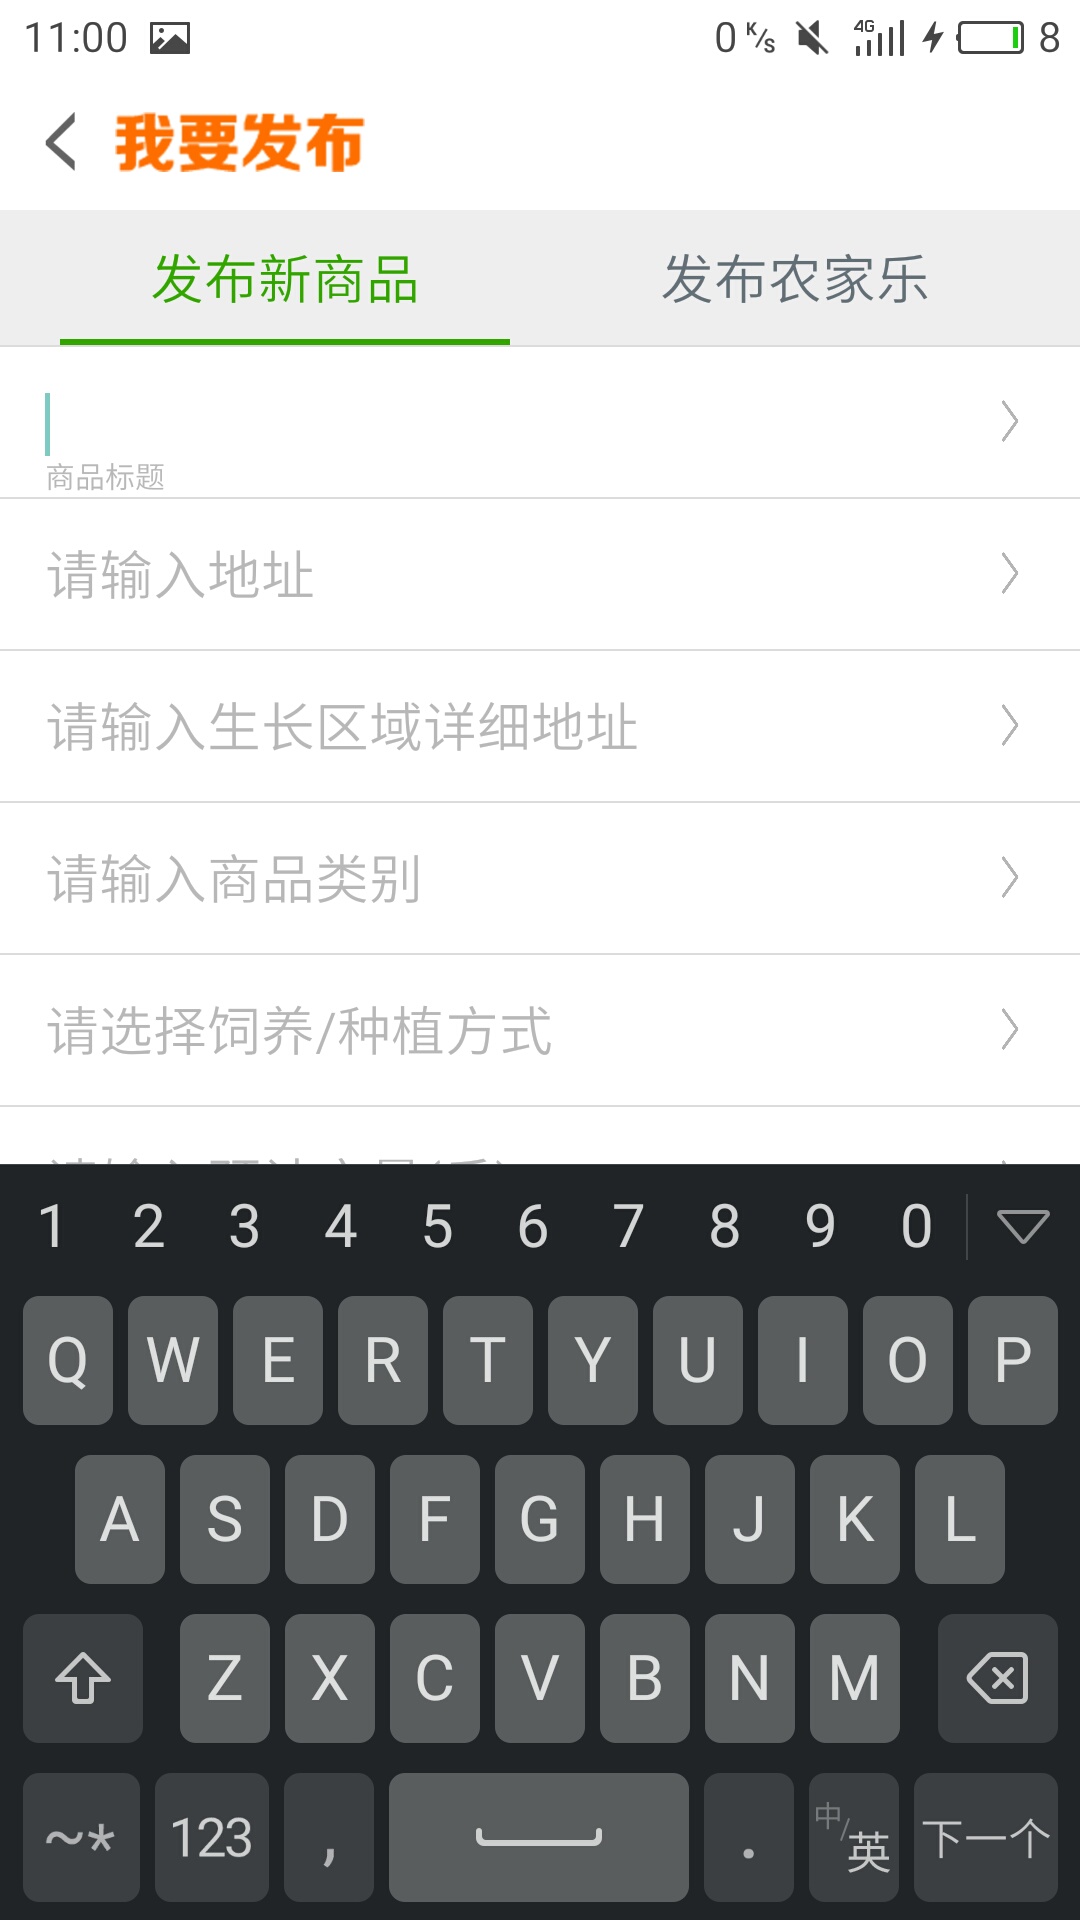 11:00 0 K/S 4G 8
我要发布
发布新商品 发布农家乐
商品标题
请输入地址
请输入生长区域详细地址
请输入商品类别
请选择饲养/种植方式
1 2 3 4 5 6 7 8 9 0
Q W E R T Y U I O P
A S D F G H J K L
Z X C V B N M
~* 123 , . 中/英 下一个